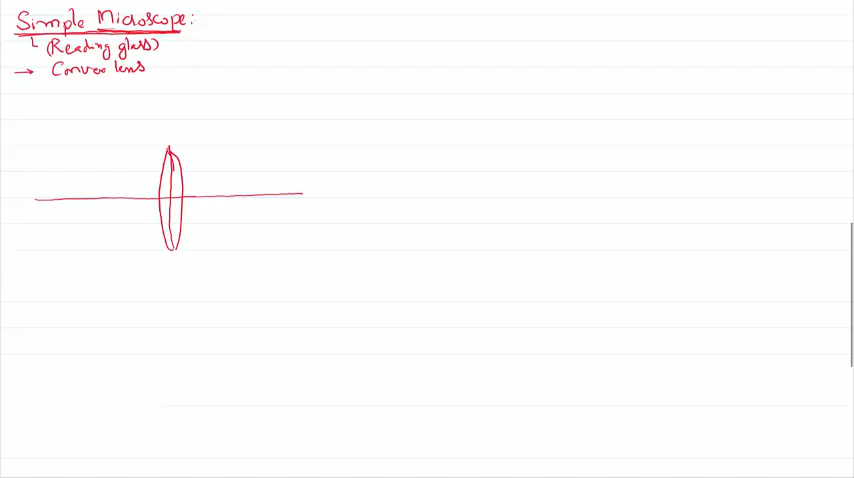 Simple Microscope:
(Reading glass)
→ Convex lens